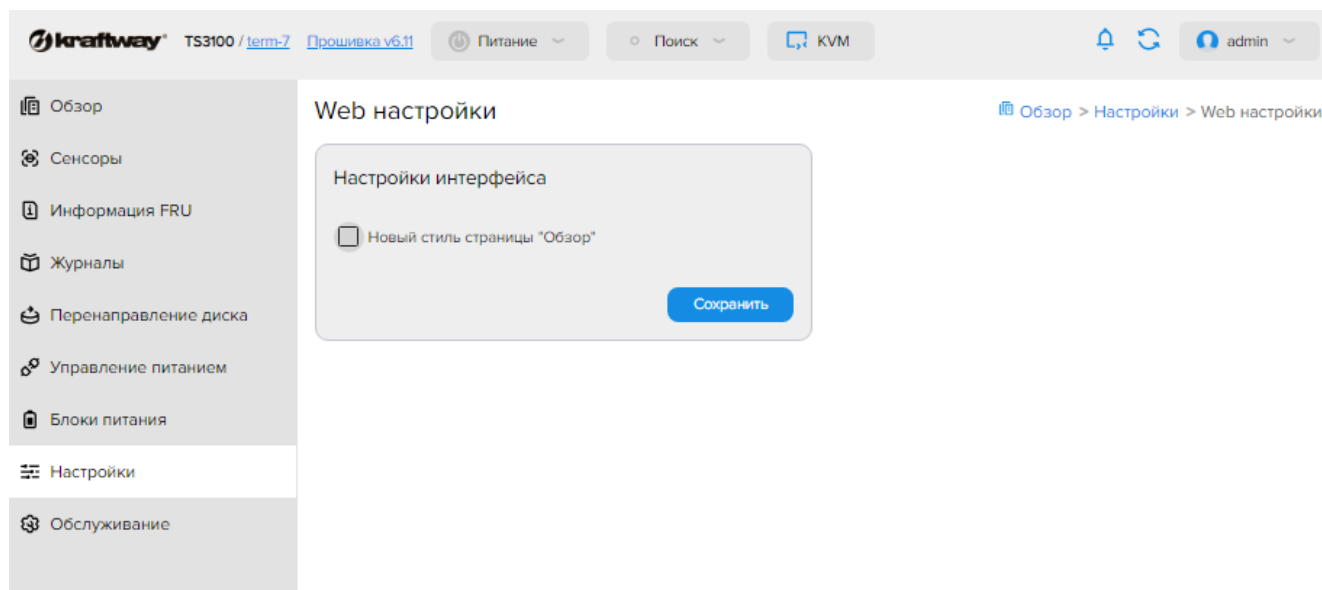 kraftway TS3100 / term-7 Прошивка v6.11 Питание Поиск KVM admin
Обзор
Сенсоры
Информация FRU
Журналы
Перенаправление диска
Управление питанием
Блоки питания
Настройки
Обслуживание
Web настройки
Обзор > Настройки > Web настройки
Настройки интерфейса
Новый стиль страницы "Обзор"
Сохранить